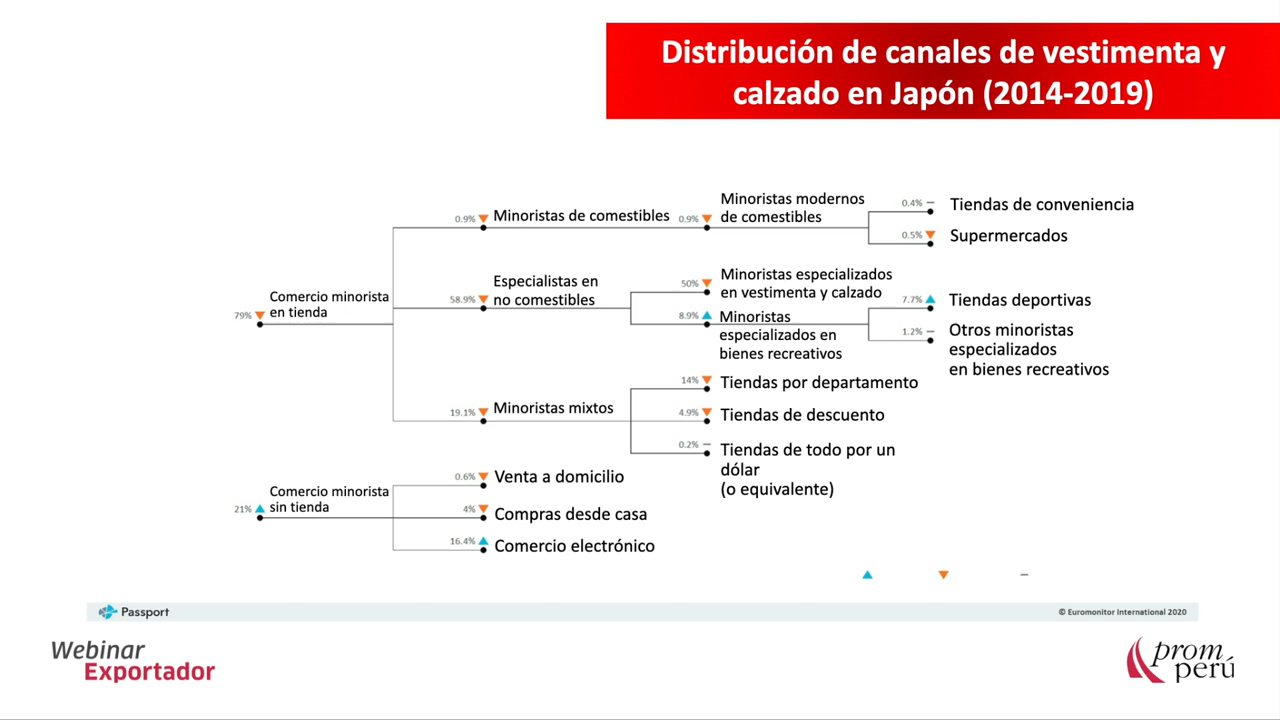 Distribución de canales de vestimenta y
calzado en Japón (2014-2019)
79%
Comercio minorista
en tienda
0.9%
Minoristas de comestibles
0.9%
Minoristas modernos
de comestibles
0.4%
Tiendas de conveniencia
0.5%
Supermercados
58.9%
Especialistas en
no comestibles
50%
Minoristas especializados
en vestimenta y calzado
8.9%
Minoristas
especializados en
bienes recreativos
7.7%
Tiendas deportivas
1.2%
Otros minoristas
especializados
en bienes recreativos
19.1%
Minoristas mixtos
14%
Tiendas por departamento
4.9%
Tiendas de descuento
0.2%
Tiendas de todo por un
dólar
(o equivalente)
21%
Comercio minorista
sin tienda
0.6%
Venta a domicilio
4%
Compras desde casa
16.4%
Comercio electrónico
Passport
© Euromonitor International 2020
Webinar
Exportador
prom
perú